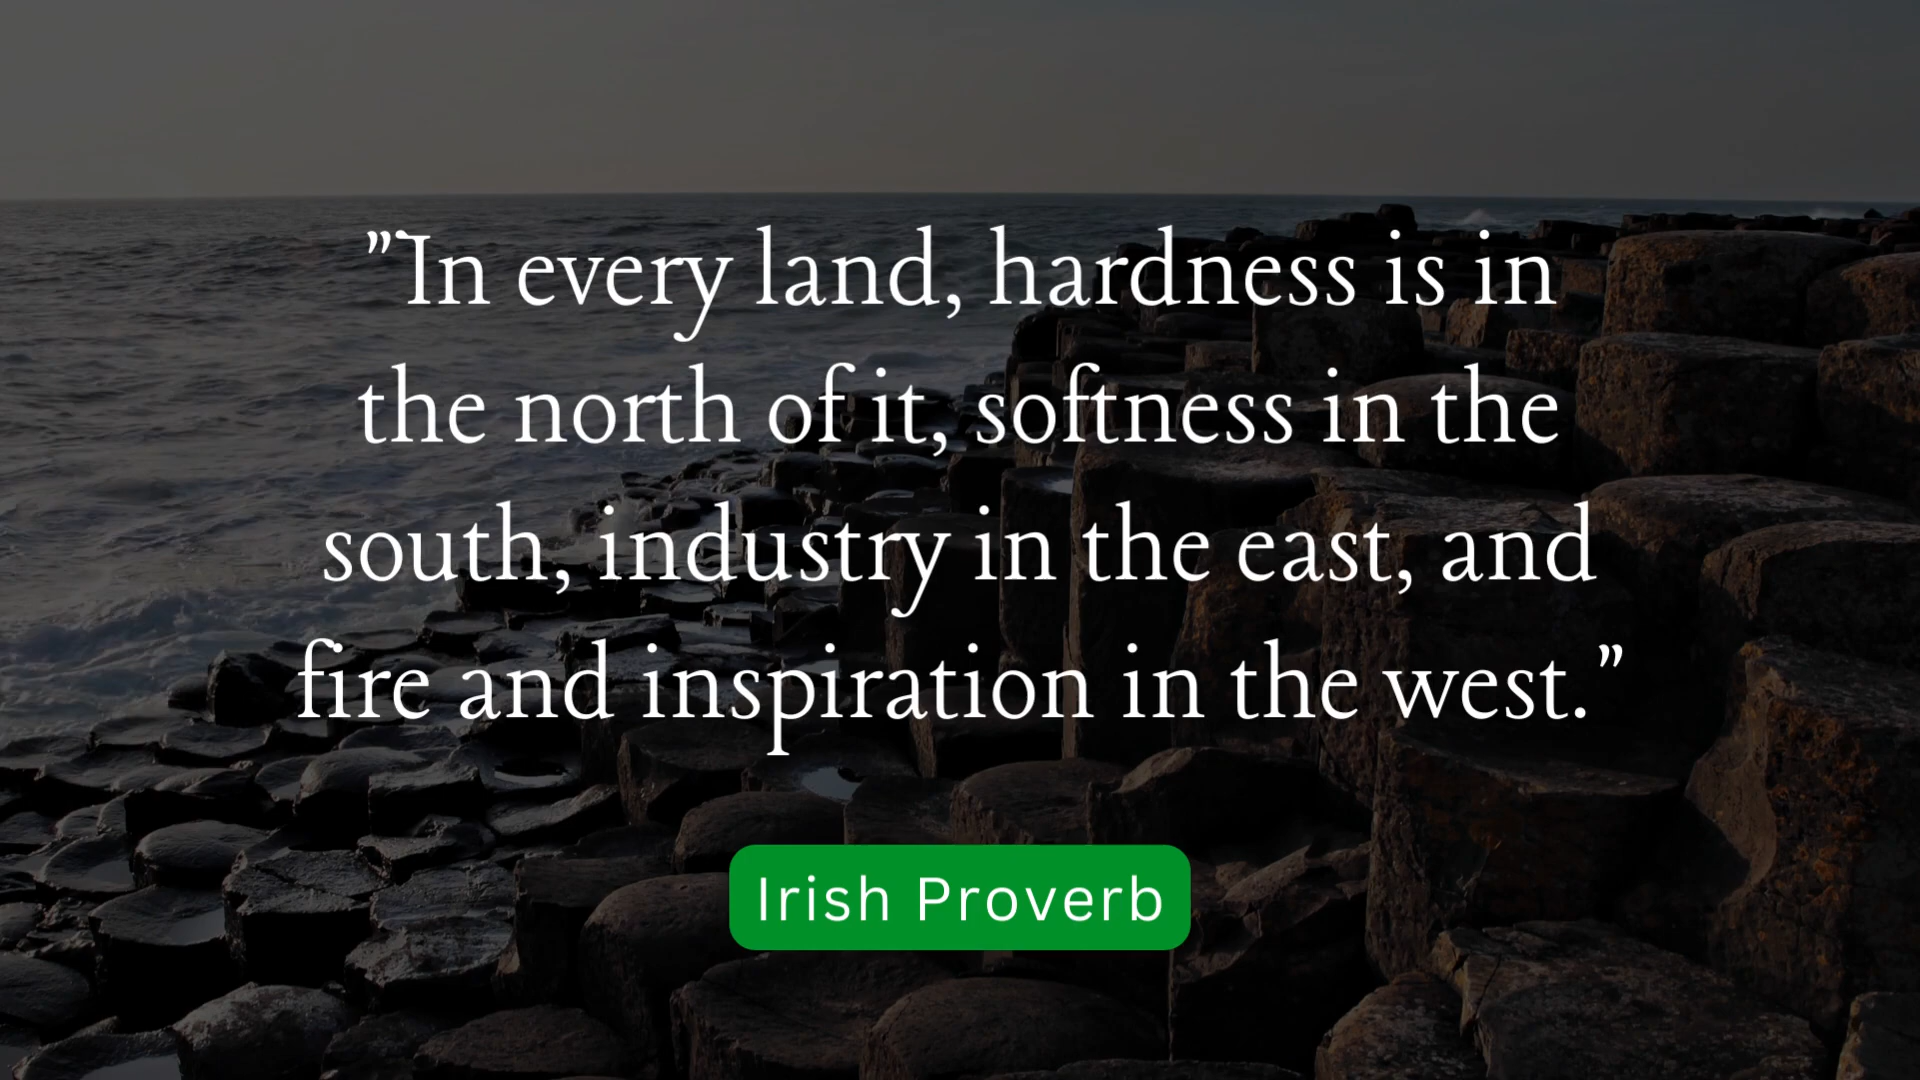 "In every land, hardness is in
the north of it, softness in the
south, industry in the east, and
fire and inspiration in the west."
Irish Proverb